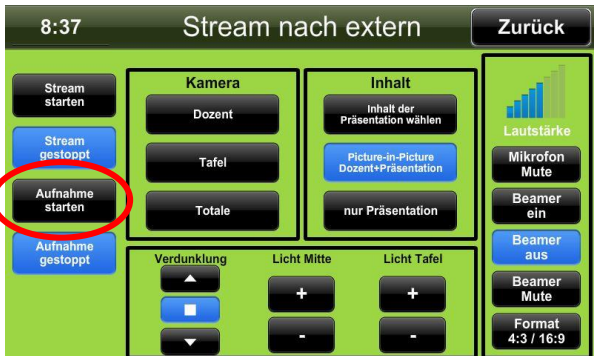 8:37
Stream nach extern
Zurück
Stream
starten
Stream
gestoppt
Aufnahme
starten
Aufnahme
gestoppt
Kamera
Dozent
Tafel
Totale
Inhalt
Inhalt der
Präsentation wählen
Picture-in-Picture
Dozent+Präsentation
nur Präsentation
Verdunklung
Licht Mitte
+
-
Licht Tafel
+
-
Lautstärke
Mikrofon
Mute
Beamer
ein
Beamer
aus
Beamer
Mute
Format
4:3 / 16:9